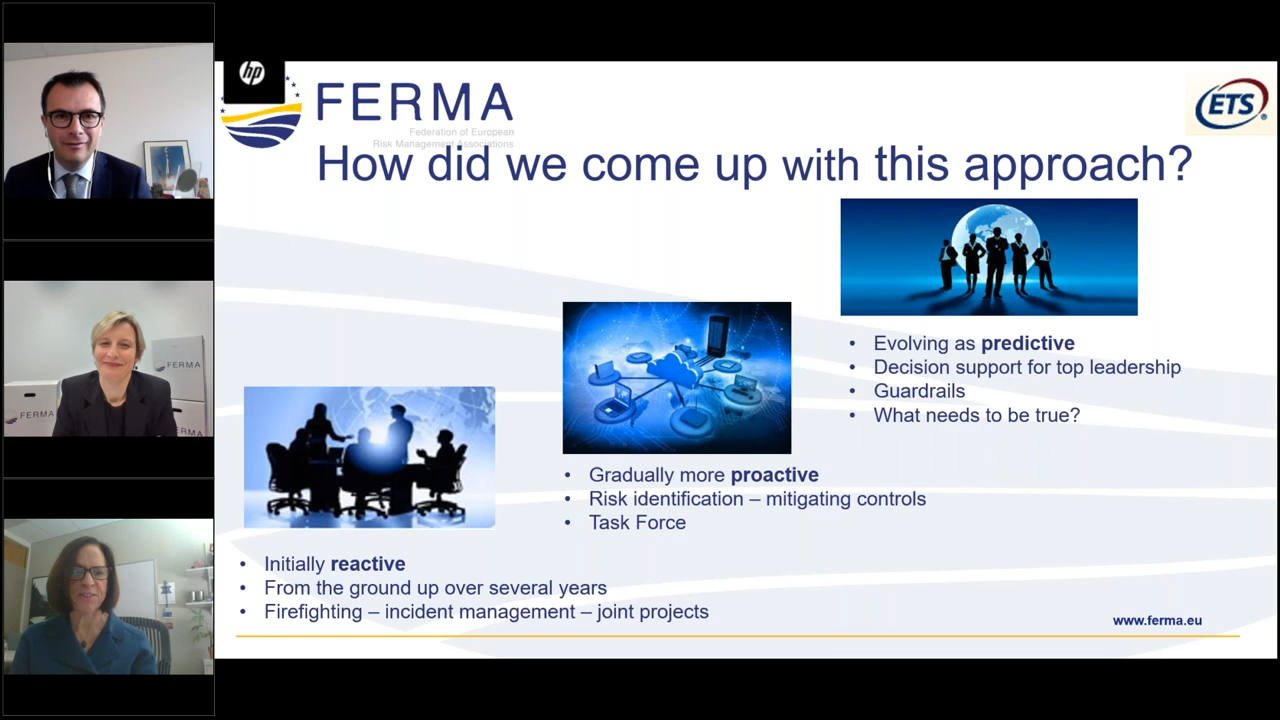 hp
FERMA
Federation of European
Risk Management Associations
ETS
®
How did we come up with this approach?
• Evolving as predictive
• Decision support for top leadership
• Guardrails
• What needs to be true?
• Gradually more proactive
• Risk identification – mitigating controls
• Task Force
• Initially reactive
• From the ground up over several years
• Firefighting – incident management – joint projects
www.ferma.eu
FERMA
FERMA
FERMA